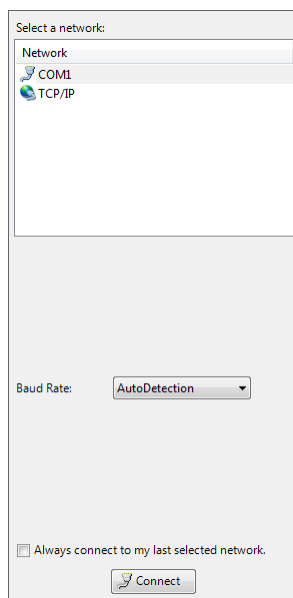 Select a network:
Network
COM1
TCP/IP
Baud Rate: AutoDetection
Always connect to my last selected network.
Connect